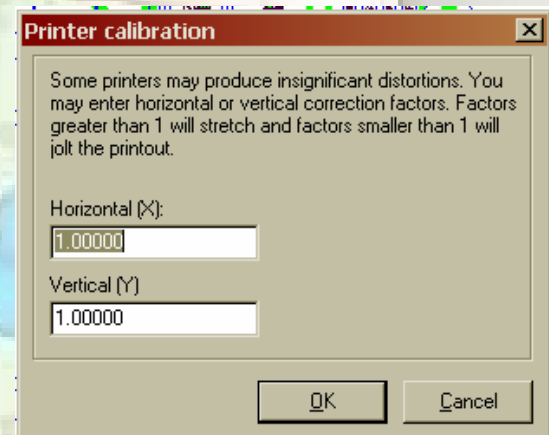 Printer calibration
Some printers may produce insignificant distortions. You
may enter horizontal or vertical correction factors. Factors
greater than 1 will stretch and factors smaller than 1 will
jolt the printout.
Horizontal (X):
1.00000
Vertical (Y)
1.00000
OK Cancel